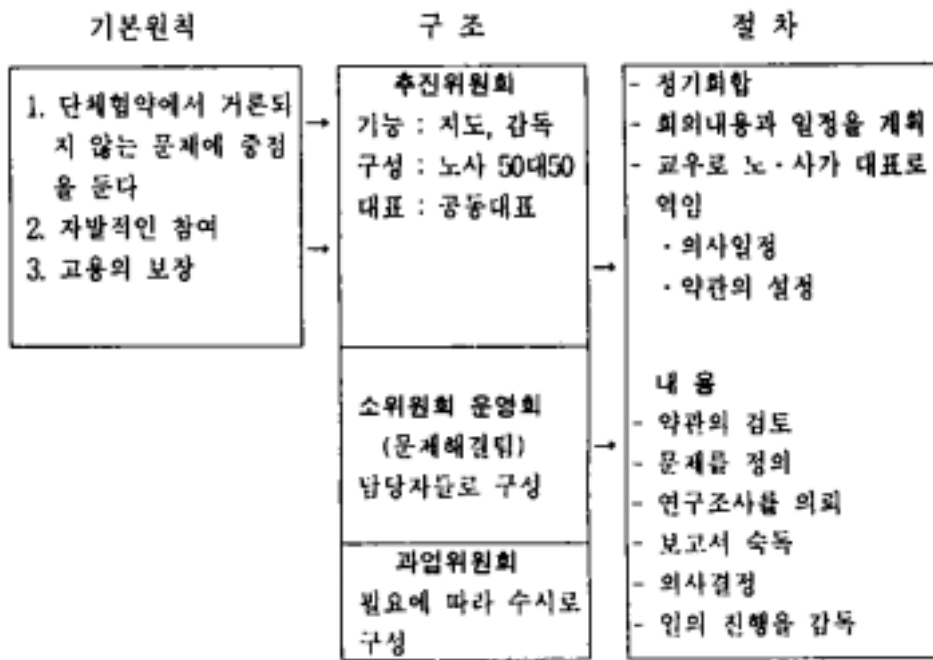 기본원칙
1. 단체협약에서 거론되
지 않는 문제에 중점
을 둔다
2. 자발적인 참여
3. 고용의 보장
구 조
추진위원회
기능 : 지도, 감독
구성 : 노사 50대50
대표 : 공동대표
소위원회 운영회
(문제해결팀)
담당자들로 구성
과업위원회
필요에 따라 수시로
구성
절 차
- 정기회합
- 회의내용과 일정을 계획
- 교우로 노·사가 대표로
역임
· 의사일정
· 약관의 설정
내 용
- 약관의 검토
- 문제를 정의
- 연구조사를 의뢰
- 보고서 숙독
- 의사결정
- 일의 진행을 감독